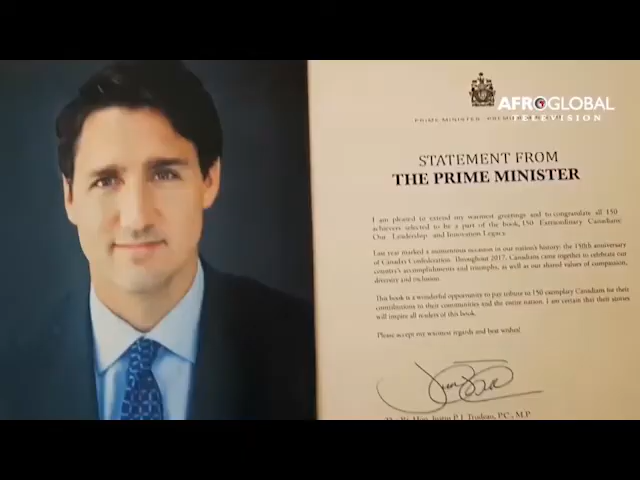 AFROGLOBAL
TELEVISION
PRIME MINISTER · PREMIER
STATEMENT FROM
THE PRIME MINISTER
I am pleased to extend my warmest greetings and to congratulate all 150
achievers selected to be a part of the book, 150 Extraordinary Canadians:
Our Leadership and Innovation Legacy.
Last year marked a momentous occasion in our nation's history: the 150th anniversary
of Canada's Confederation. Throughout 2017, Canadians came together to celebrate our
country's accomplishments and triumphs, as well as our shared values of compassion,
diversity and inclusion.
This book is a wonderful opportunity to pay tribute to 150 exemplary Canadians for their
contributions to their communities and the entire nation. I am certain that their stories
will inspire all readers of this book.
Please accept my warmest regards and best wishes.
The Rt. Hon. Justin P.J. Trudeau, P.C., M.P.